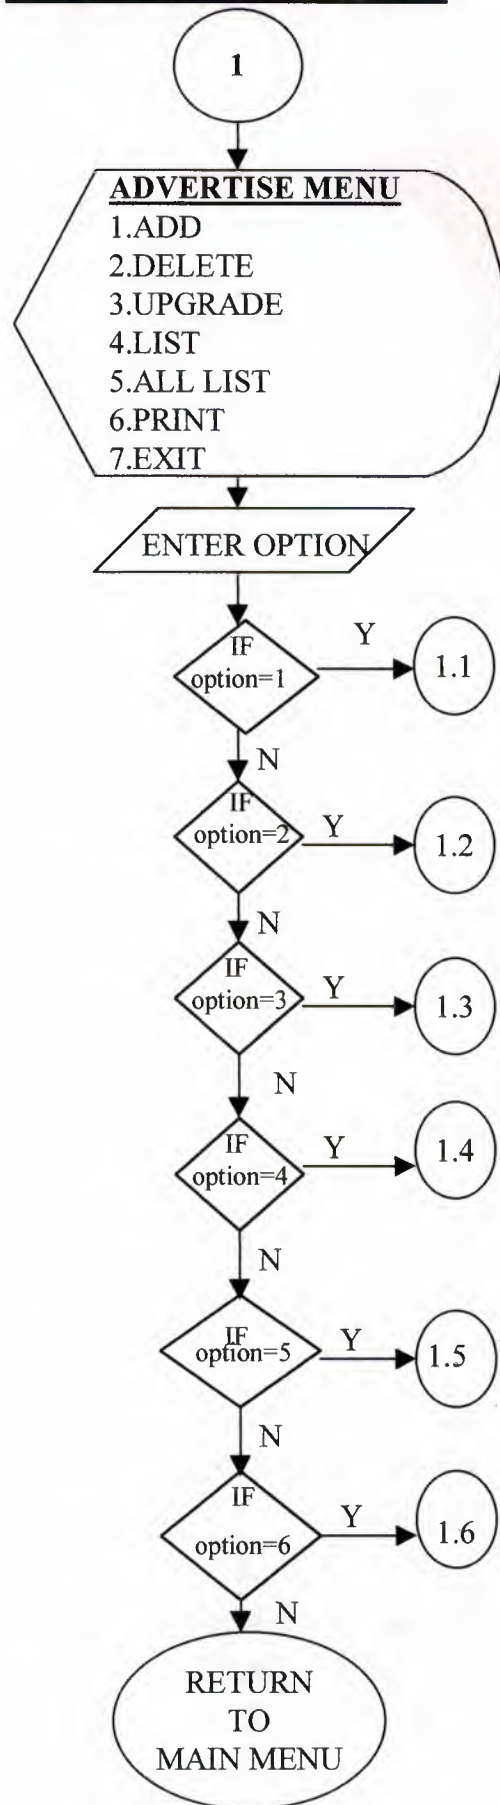 1
ADVERTISE MENU
1.ADD
2.DELETE
3.UPGRADE
4.LIST
5.ALL LIST
6.PRINT
7.EXIT
ENTER OPTION
IF
option=1
Y
1.1
N
IF
option=2
Y
1.2
N
IF
option=3
Y
1.3
N
IF
option=4
Y
1.4
N
IF
option=5
Y
1.5
N
IF
option=6
Y
1.6
N
RETURN
TO
MAIN MENU